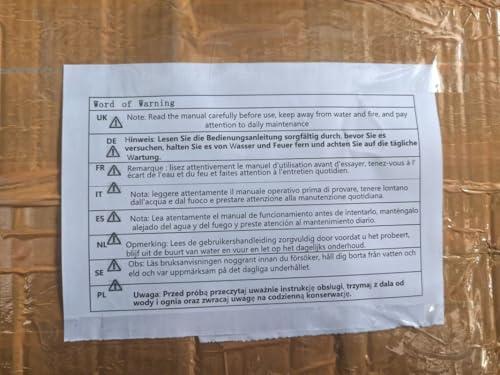 Word of Warning
UK Note: Read the manual carefully before use, keep away from water and fire, and pay
attention to daily maintenance
DE Hinweis: Lesen Sie die Bedienungsanleitung sorgfältig durch, bevor Sie es
versuchen, halten Sie es von Wasser und Feuer fern und achten Sie auf die tägliche
Wartung.
FR Remarque : lisez attentivement le manuel d'utilisation avant d'essayer, tenez-vous à l'
écart de l'eau et du feu et faites attention à l'entretien quotidien.
IT Nota: leggere attentamente il manuale operativo prima di provare, tenere lontano
dall'acqua e dal fuoco e prestare attenzione alla manutenzione quotidiana.
ES Nota: Lea atentamente el manual de funcionamiento antes de intentarlo, manténgalo
alejado del agua y del fuego y preste atención al mantenimiento diario.
NL Opmerking: Lees de gebruikershandleiding zorgvuldig door voordat u het probeert,
blijf uit de buurt van water en vuur en let op het dagelijks onderhoud.
SE Obs: Läs bruksanvisningen noggrant innan du försöker, håll dig borta från vatten och
eld och var uppmärksam på det dagliga underhållet.
PL Uwaga: Przed próbą przeczytaj uważnie instrukcję obsługi, trzymaj z dala od
wody i ognia oraz zwracaj uwagę na codzienną konserwację.